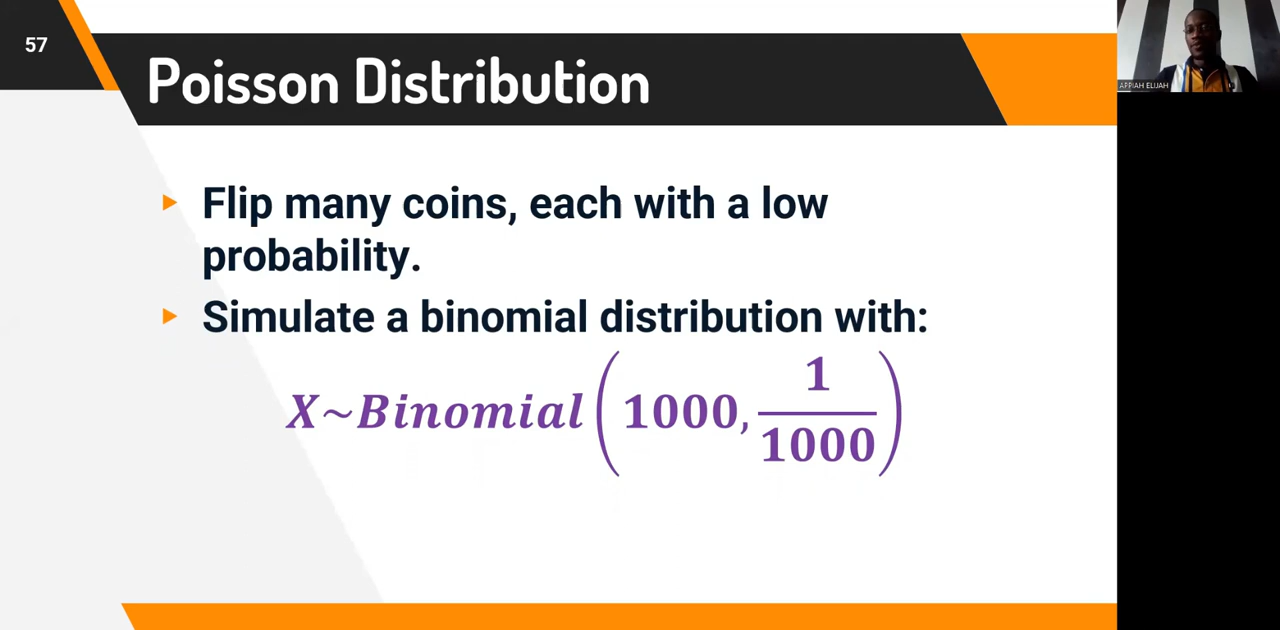 57
Poisson Distribution
APPIAH ELIJAH
▸ Flip many coins, each with a low
probability.
▸ Simulate a binomial distribution with:
X~Binomial(1000, 1/1000)